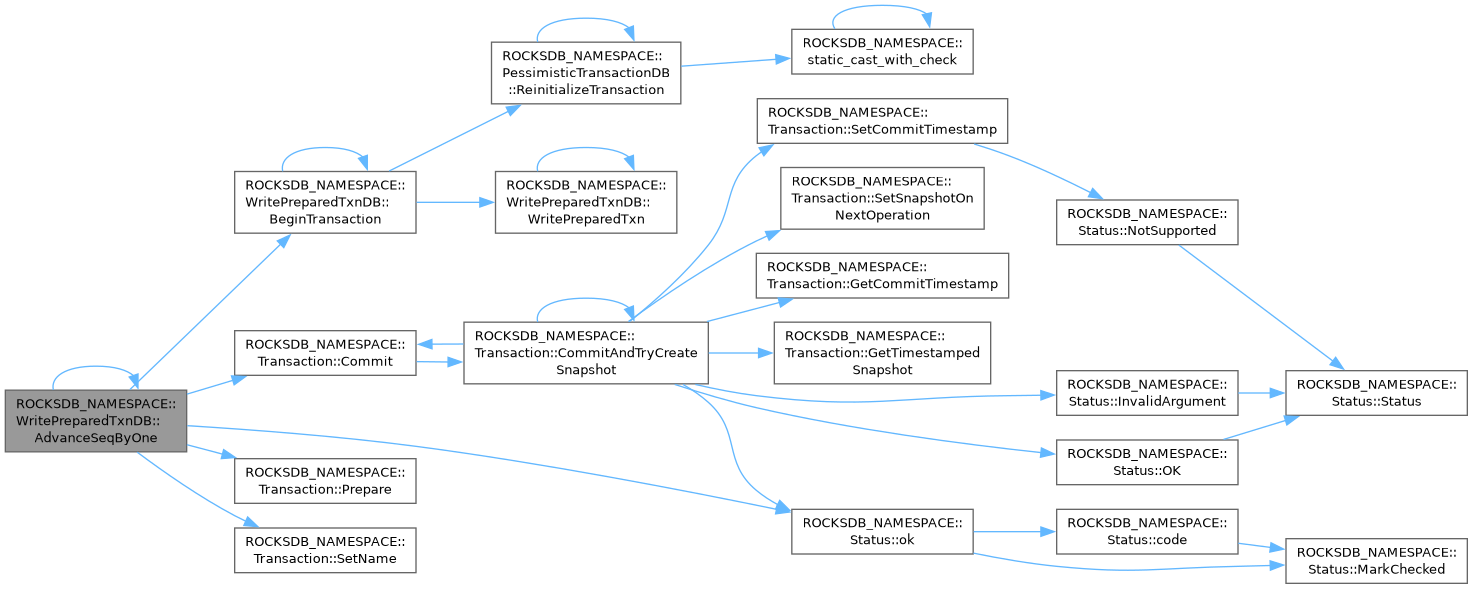 ROCKSDB_NAMESPACE::
WritePreparedTxnDB::
AdvanceSeqByOne
ROCKSDB_NAMESPACE::
WritePreparedTxnDB::
BeginTransaction
ROCKSDB_NAMESPACE::
Transaction::Commit
ROCKSDB_NAMESPACE::
Transaction::Prepare
ROCKSDB_NAMESPACE::
Transaction::SetName
ROCKSDB_NAMESPACE::
PessimisticTransactionDB
::ReinitializeTransaction
ROCKSDB_NAMESPACE::
WritePreparedTxnDB::
WritePreparedTxn
ROCKSDB_NAMESPACE::
Transaction::CommitAndTryCreate
Snapshot
ROCKSDB_NAMESPACE::
static_cast_with_check
ROCKSDB_NAMESPACE::
Transaction::SetCommitTimestamp
ROCKSDB_NAMESPACE::
Transaction::SetSnapshotOn
NextOperation
ROCKSDB_NAMESPACE::
Transaction::GetCommitTimestamp
ROCKSDB_NAMESPACE::
Transaction::GetTimestamped
Snapshot
ROCKSDB_NAMESPACE::
Status::ok
ROCKSDB_NAMESPACE::
Status::NotSupported
ROCKSDB_NAMESPACE::
Status::InvalidArgument
ROCKSDB_NAMESPACE::
Status::OK
ROCKSDB_NAMESPACE::
Status::code
ROCKSDB_NAMESPACE::
Status::Status
ROCKSDB_NAMESPACE::
Status::MarkChecked